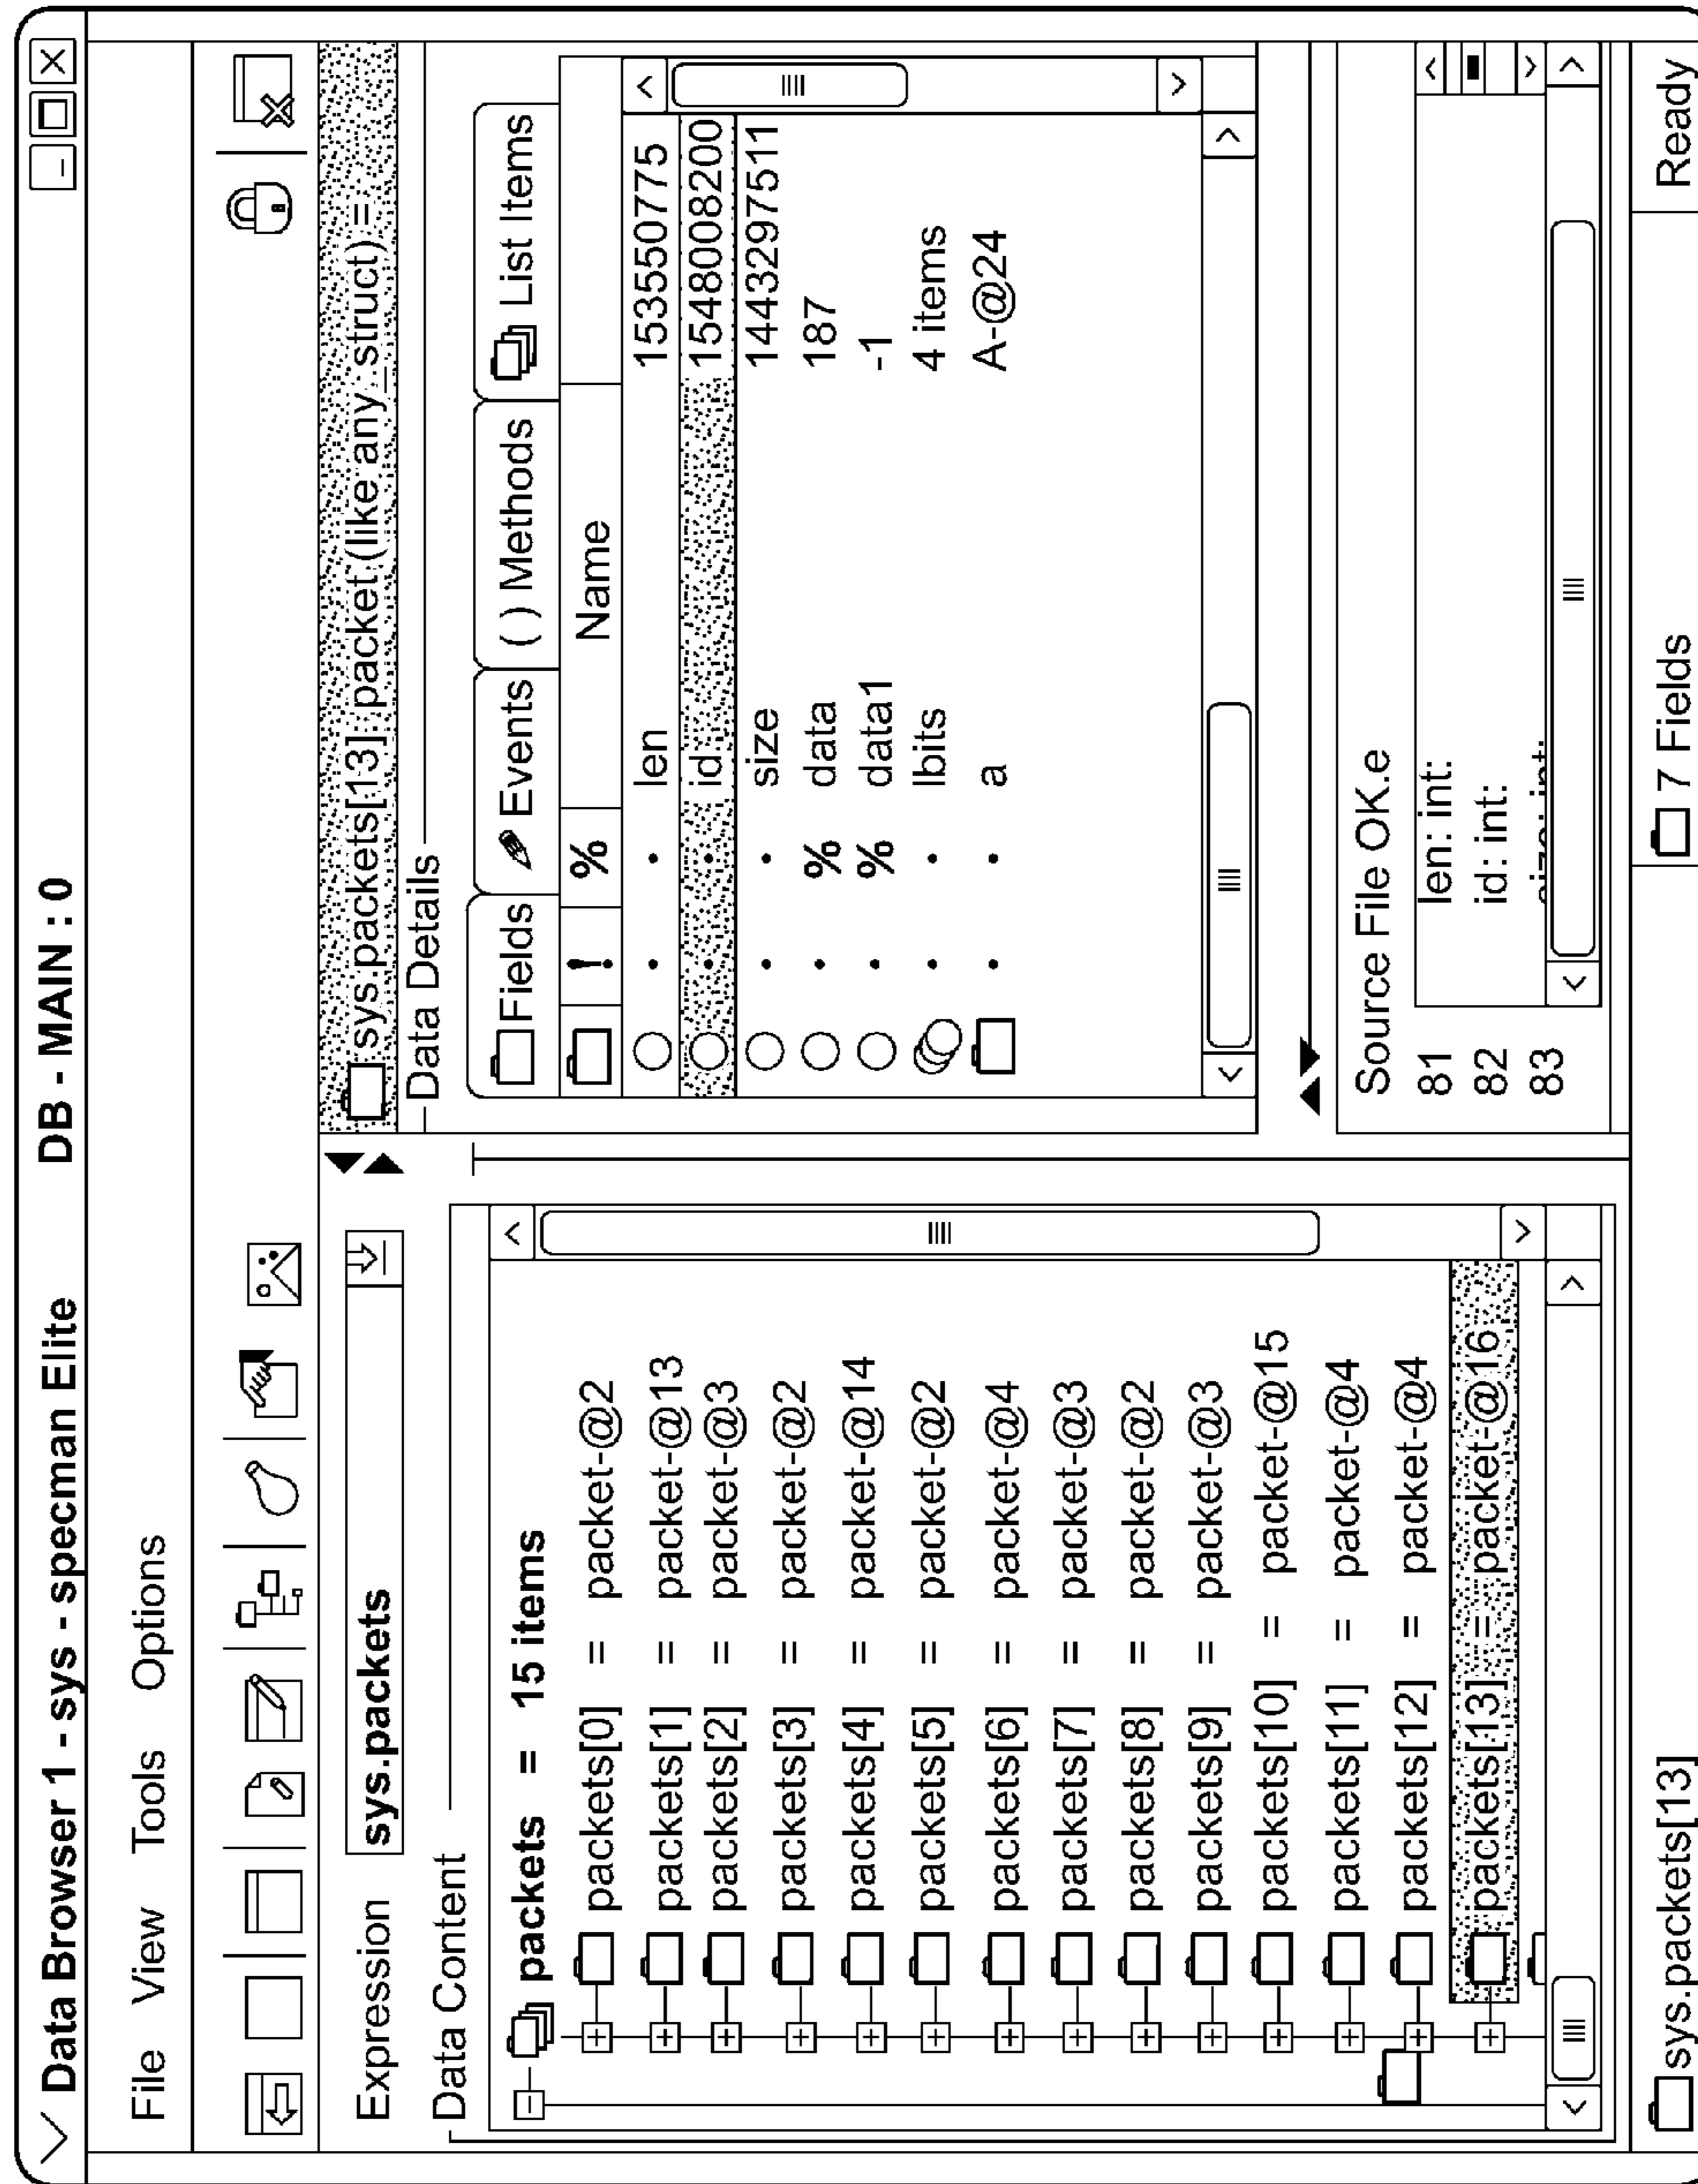 Data Browser 1 - sys - specman Elite DB - MAIN : 0
File View Tools Options
Expression sys.packets
Data Content
packets = 15 items
packets[0] = packet-@2
packets[1] = packet-@13
packets[2] = packet-@3
packets[3] = packet-@2
packets[4] = packet-@14
packets[5] = packet-@2
packets[6] = packet-@4
packets[7] = packet-@3
packets[8] = packet-@2
packets[9] = packet-@3
packets[10] = packet-@15
packets[11] = packet-@4
packets[12] = packet-@4
packets[13] = packet-@16
sys.packets[13]: packet (like any_struct) =
Data Details
Fields Events ( ) Methods List Items
! % Name
len 153550775
id 1548008200
size 1443297511
% data 187
% data1 -1
lbits 4 items
a A-@24
Source File OK.e
81 len: int:
82 id: int:
83 size: int:
sys.packets[13] 7 Fields Ready